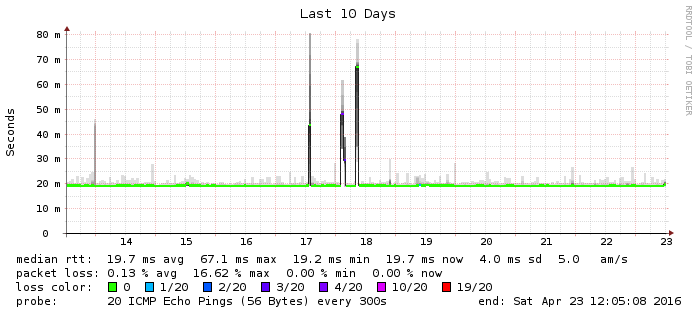 Last 10 Days
RRDTOOL / TOBI OETIKER
Seconds
80 m
70 m
60 m
50 m
40 m
30 m
20 m
10 m
0
14 15 16 17 18 19 20 21 22 23
median rtt: 19.7 ms avg 67.1 ms max 19.2 ms min 19.7 ms now 4.0 ms sd 5.0 am/s
packet loss: 0.13 % avg 16.62 % max 0.00 % min 0.00 % now
loss color: 0 1/20 2/20 3/20 4/20 10/20 19/20
probe: 20 ICMP Echo Pings (56 Bytes) every 300s end: Sat Apr 23 12:05:08 2016